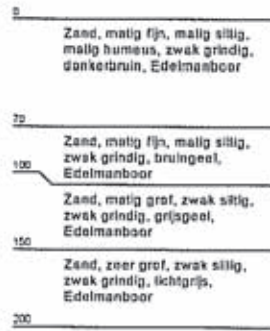 0
Zand, matig fijn, matig siltig,
matig humeus, zwak grindig,
donkerbruin, Edelmanboor
70
Zand, matig fijn, matig siltig,
zwak grindig, bruingeel,
Edelmanboor
100
Zand, matig grof, zwak siltig,
zwak grindig, grijsgeel,
Edelmanboor
150
Zand, zeer grof, zwak siltig,
zwak grindig, lichtgrijs,
Edelmanboor
200